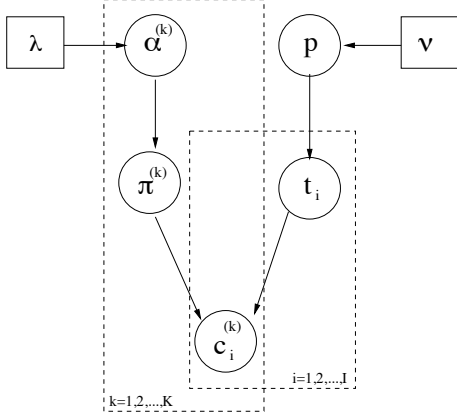 λ α^(k) p ν
π^(k) t_i
c_i^(k)
i=1,2,...,I
k=1,2,...,K